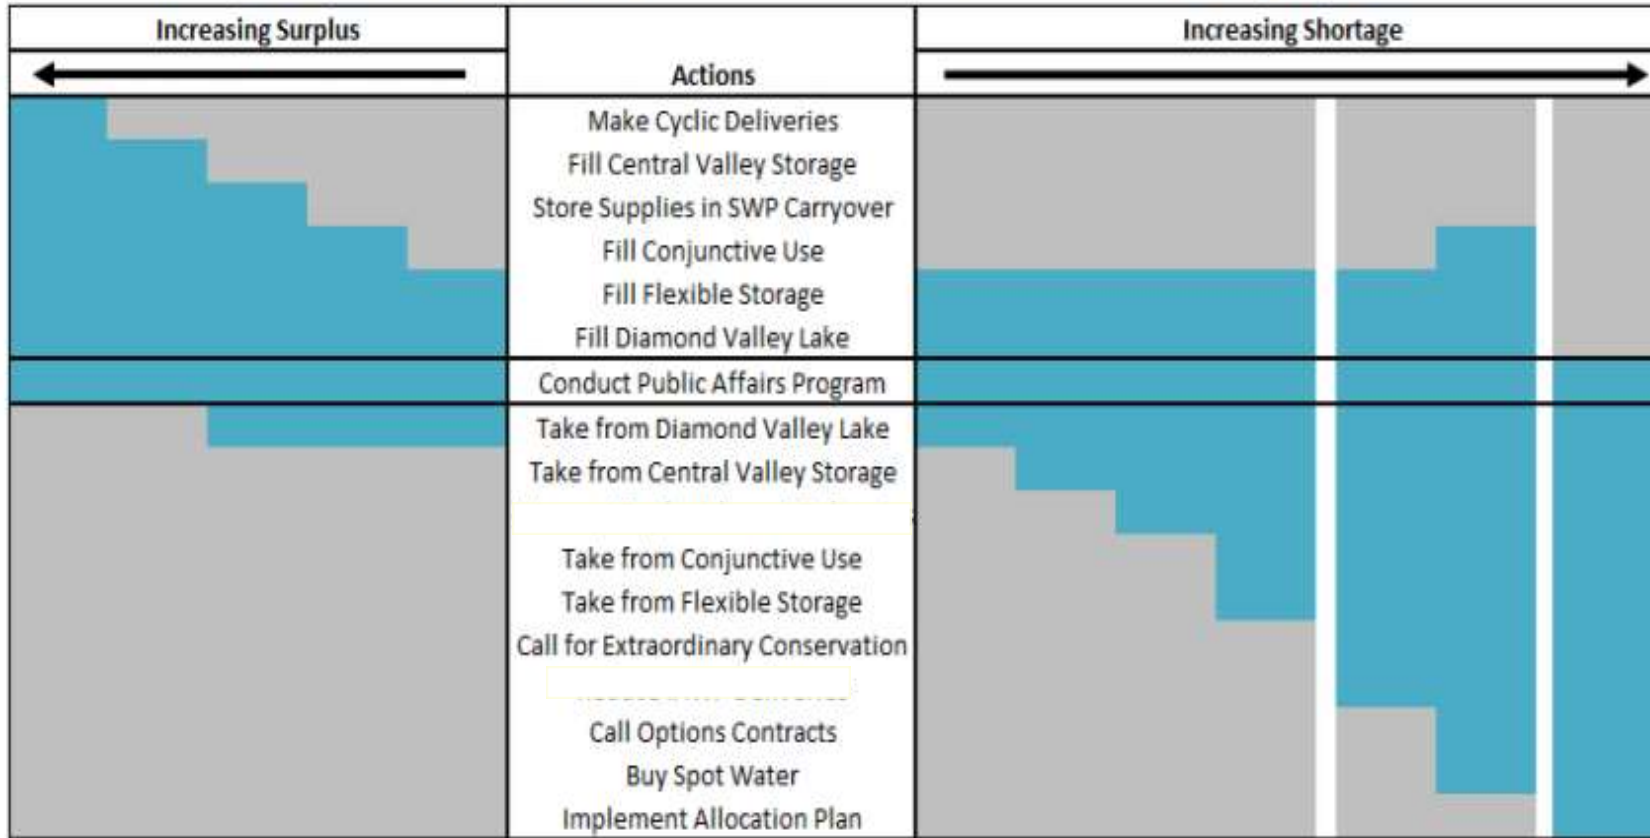 Increasing Surplus
Actions
Increasing Shortage
Make Cyclic Deliveries
Fill Central Valley Storage
Store Supplies in SWP Carryover
Fill Conjunctive Use
Fill Flexible Storage
Fill Diamond Valley Lake
Conduct Public Affairs Program
Take from Diamond Valley Lake
Take from Central Valley Storage
Take from Conjunctive Use
Take from Flexible Storage
Call for Extraordinary Conservation
Call Options Contracts
Buy Spot Water
Implement Allocation Plan